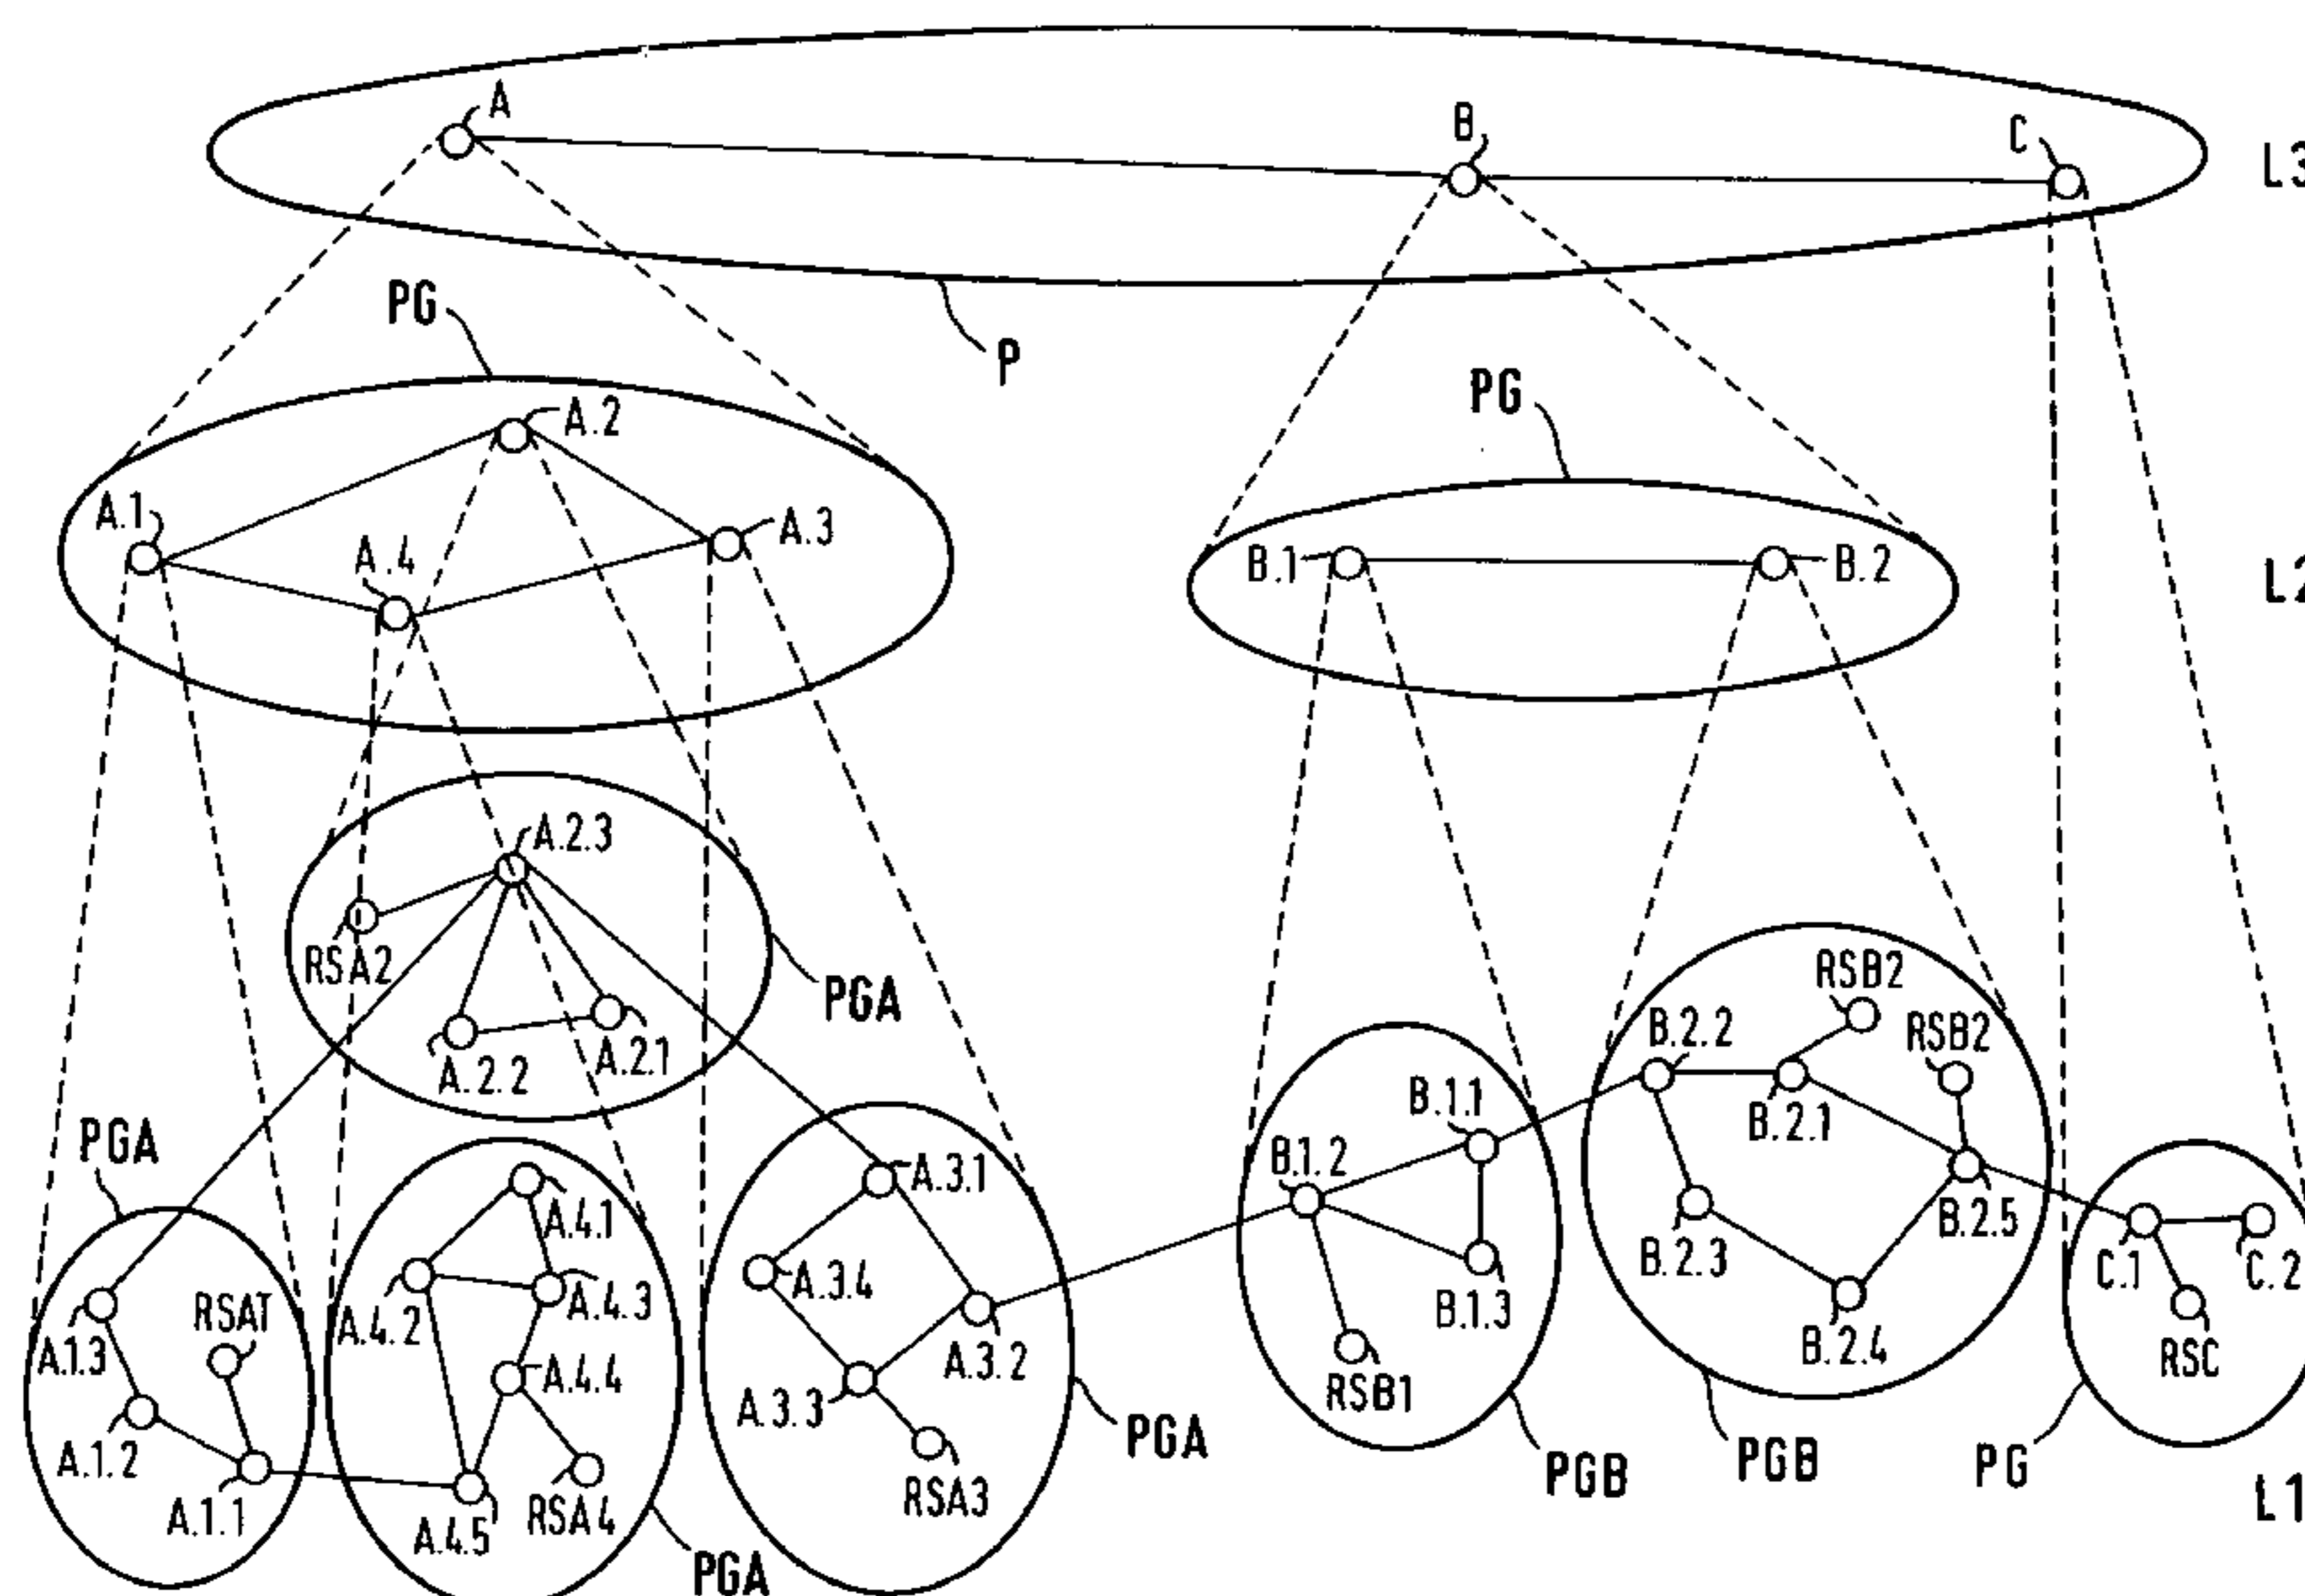 A
B
C
L3
PG
P
PG
A.2
A.1
A.4
A.3
B.1
B.2
L2
A.2.3
RSA2
A.2.2
A.2.1
PGA
RSB2
B.2.2
RSB2
B.2.1
B.1.1
B.1.2
B.2.5
B.2.3
B.1.3
B.2.4
RSB1
C.1
C.2
RSC
PGA
A.4.1
A.3.1
A.3.4
A.4.3
A.4.2
RSAT
A.1.3
A.4.4
A.3.2
A.3.3
A.1.2
A.1.1
A.4.5
RSA4
RSA3
PGA
PGB
PGB
PG
L1
PGA